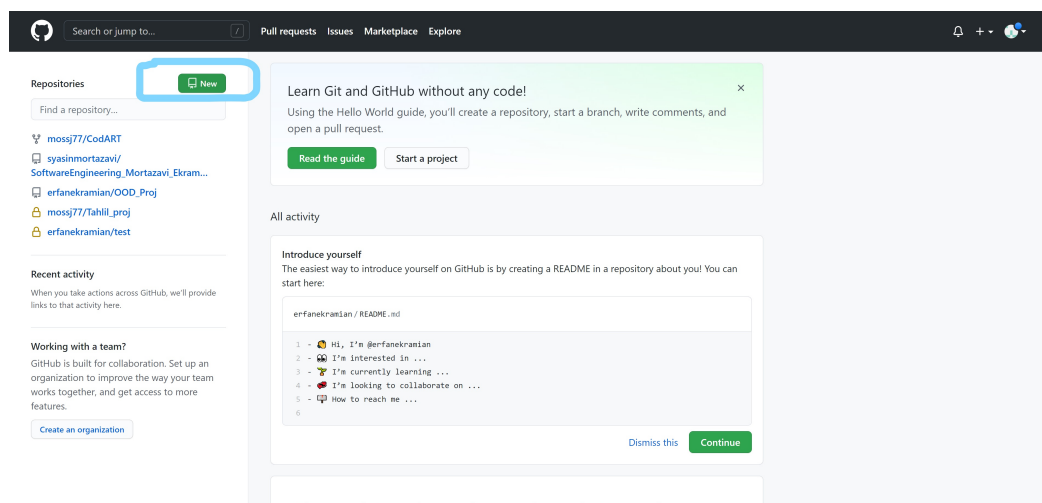 Search or jump to...
/
Pull requests
Issues
Marketplace
Explore
Repositories
New
Find a repository...
mossj77/CodART
syasinmortazavi/
SoftwareEngineering_Mortazavi_Ekram...
erfanekramian/OOD_Proj
mossj77/Tahlil_proj
erfanekramian/test
Recent activity
When you take actions across GitHub, we'll provide
links to that activity here.
Working with a team?
GitHub is built for collaboration. Set up an
organization to improve the way your team
works together, and get access to more
features.
Create an organization
Learn Git and GitHub without any code!
Using the Hello World guide, you'll create a repository, start a branch, write comments, and
open a pull request.
Read the guide
Start a project
All activity
Introduce yourself
The easiest way to introduce yourself on GitHub is by creating a README in a repository about you! You can
start here:
erfanekramian/README.md
1 - 👋 Hi, I'm @erfanekramian
2 - 👀 I'm interested in ...
3 - 🌱 I'm currently learning ...
4 - 💞️ I'm looking to collaborate on ...
5 - 📫 How to reach me ...
6
Dismiss this
Continue